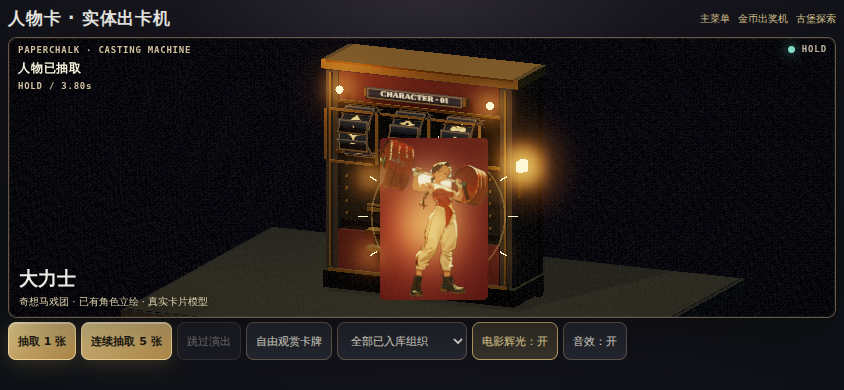 人物卡 · 实体出卡机
主菜单 金币出奖机 古堡探索
PAPERCHALK · CASTING MACHINE
人物已抽取
HOLD / 3.80s
HOLD
CHARACTER · 01
大力士
奇想马戏团 · 已有角色立绘 · 真实卡片模型
抽取 1 张
连续抽取 5 张
跳过演出
自由观赏卡牌
全部已入库组织
电影辉光：开
音效：开